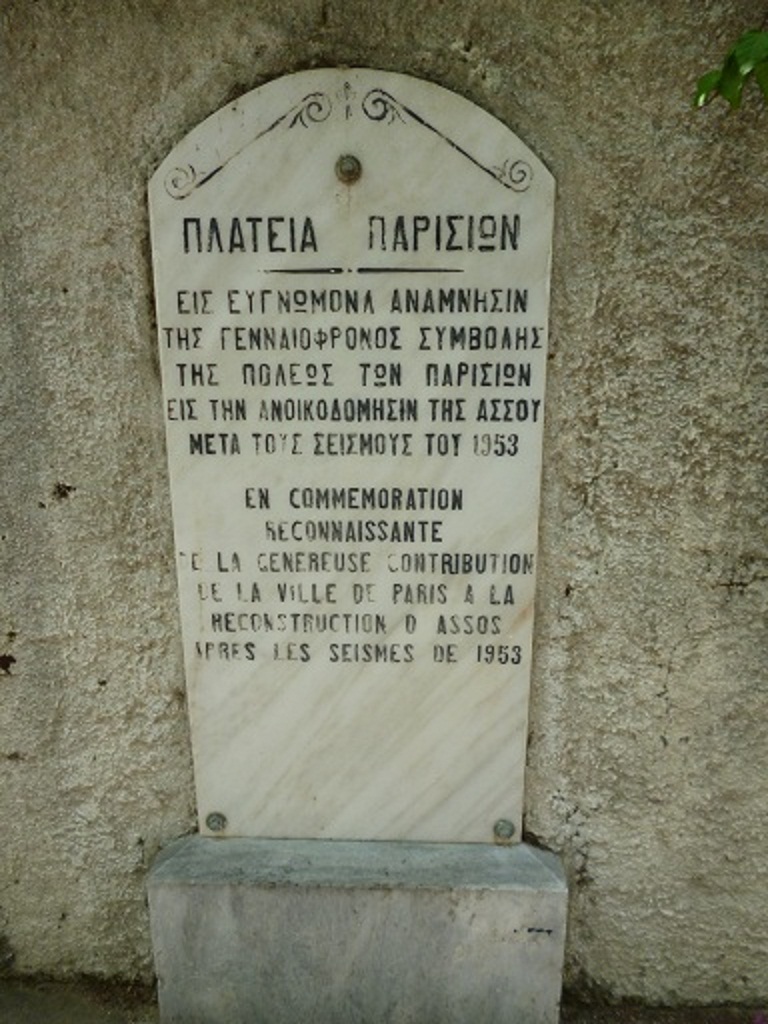 ΠΛΑΤΕΙΑ ΠΑΡΙΣΙΩΝ
ΕΙΣ ΕΥΓΝΩΜΟΝΑ ΑΝΑΜΝΗΣΙΝ
ΤΗΣ ΓΕΝΝΑΙΟΦΡΟΝΟΣ ΣΥΜΒΟΛΗΣ
ΤΗΣ ΠΟΛΕΩΣ ΤΩΝ ΠΑΡΙΣΙΩΝ
ΕΙΣ ΤΗΝ ΑΝΟΙΚΟΔΟΜΗΣΙΝ ΤΗΣ ΑΣΣΟΥ
ΜΕΤΑ ΤΟΥΣ ΣΕΙΣΜΟΥΣ ΤΟΥ 1953
EN COMMEMORATION
RECONNAISSANTE
DE LA GENEREUSE CONTRIBUTION
DE LA VILLE DE PARIS A LA
RECONSTRUCTION D ASSOS
APRES LES SEISMES DE 1953